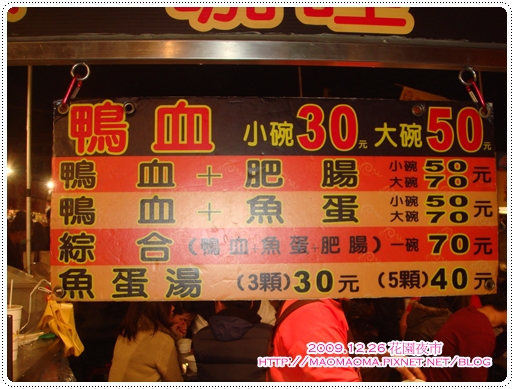 鴨血 小碗30元 大碗50元
鴨血+肥腸 小碗50元 大碗70元
鴨血+魚蛋 小碗50元 大碗70元
綜合(鴨血+魚蛋+肥腸)一碗70元
魚蛋湯 (3顆)30元 (5顆)40元
2009.12.26 花園夜市
HTTP://MAOMAOMA.PIXNET.NET/BLOG